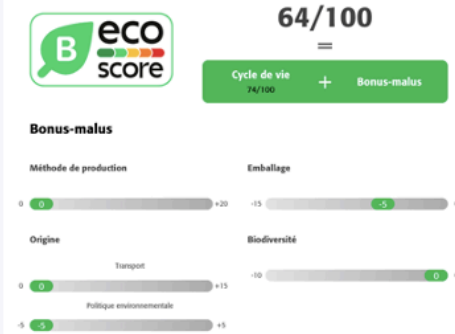 B
eco
score
64/100
=
Cycle de vie
74/100
+
Bonus-malus
Bonus-malus
Méthode de production
0 0 +20
Emballage
-15 -5
Origine
Transport
0 0 +15
Biodiversité
-10 0
Politique environnementale
-5 -5 +5